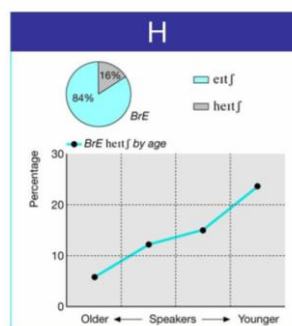 H
16%
84%
BrE
eɪtʃ
heɪtʃ
BrE heɪtʃ by age
Percentage
30
20
10
0
Older ← Speakers → Younger